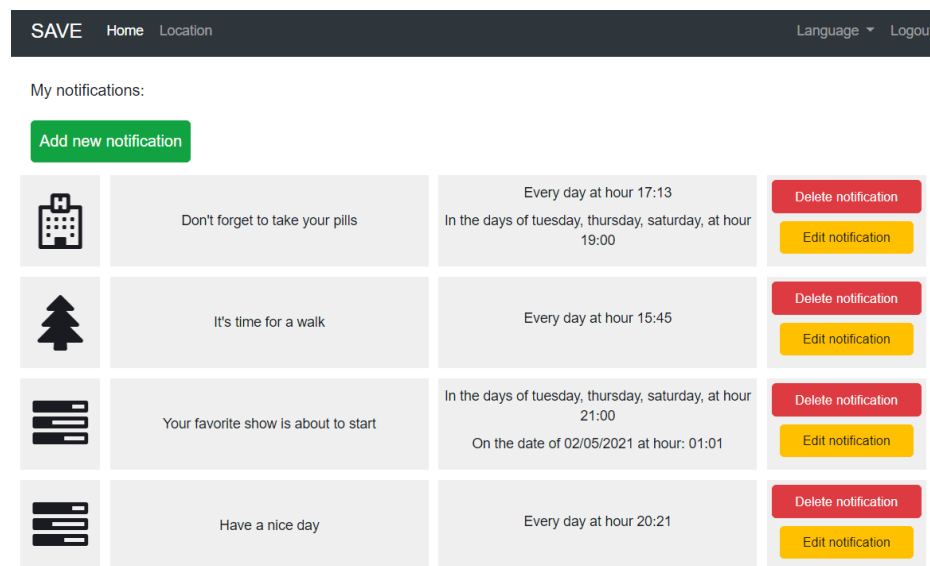 SAVE Home Location Language Logou
My notifications:
Add new notification
H
Don't forget to take your pills
Every day at hour 17:13
In the days of tuesday, thursday, saturday, at hour
19:00
Delete notification
Edit notification
It's time for a walk
Every day at hour 15:45
Delete notification
Edit notification
Your favorite show is about to start
In the days of tuesday, thursday, saturday, at hour
21:00
On the date of 02/05/2021 at hour: 01:01
Delete notification
Edit notification
Have a nice day
Every day at hour 20:21
Delete notification
Edit notification